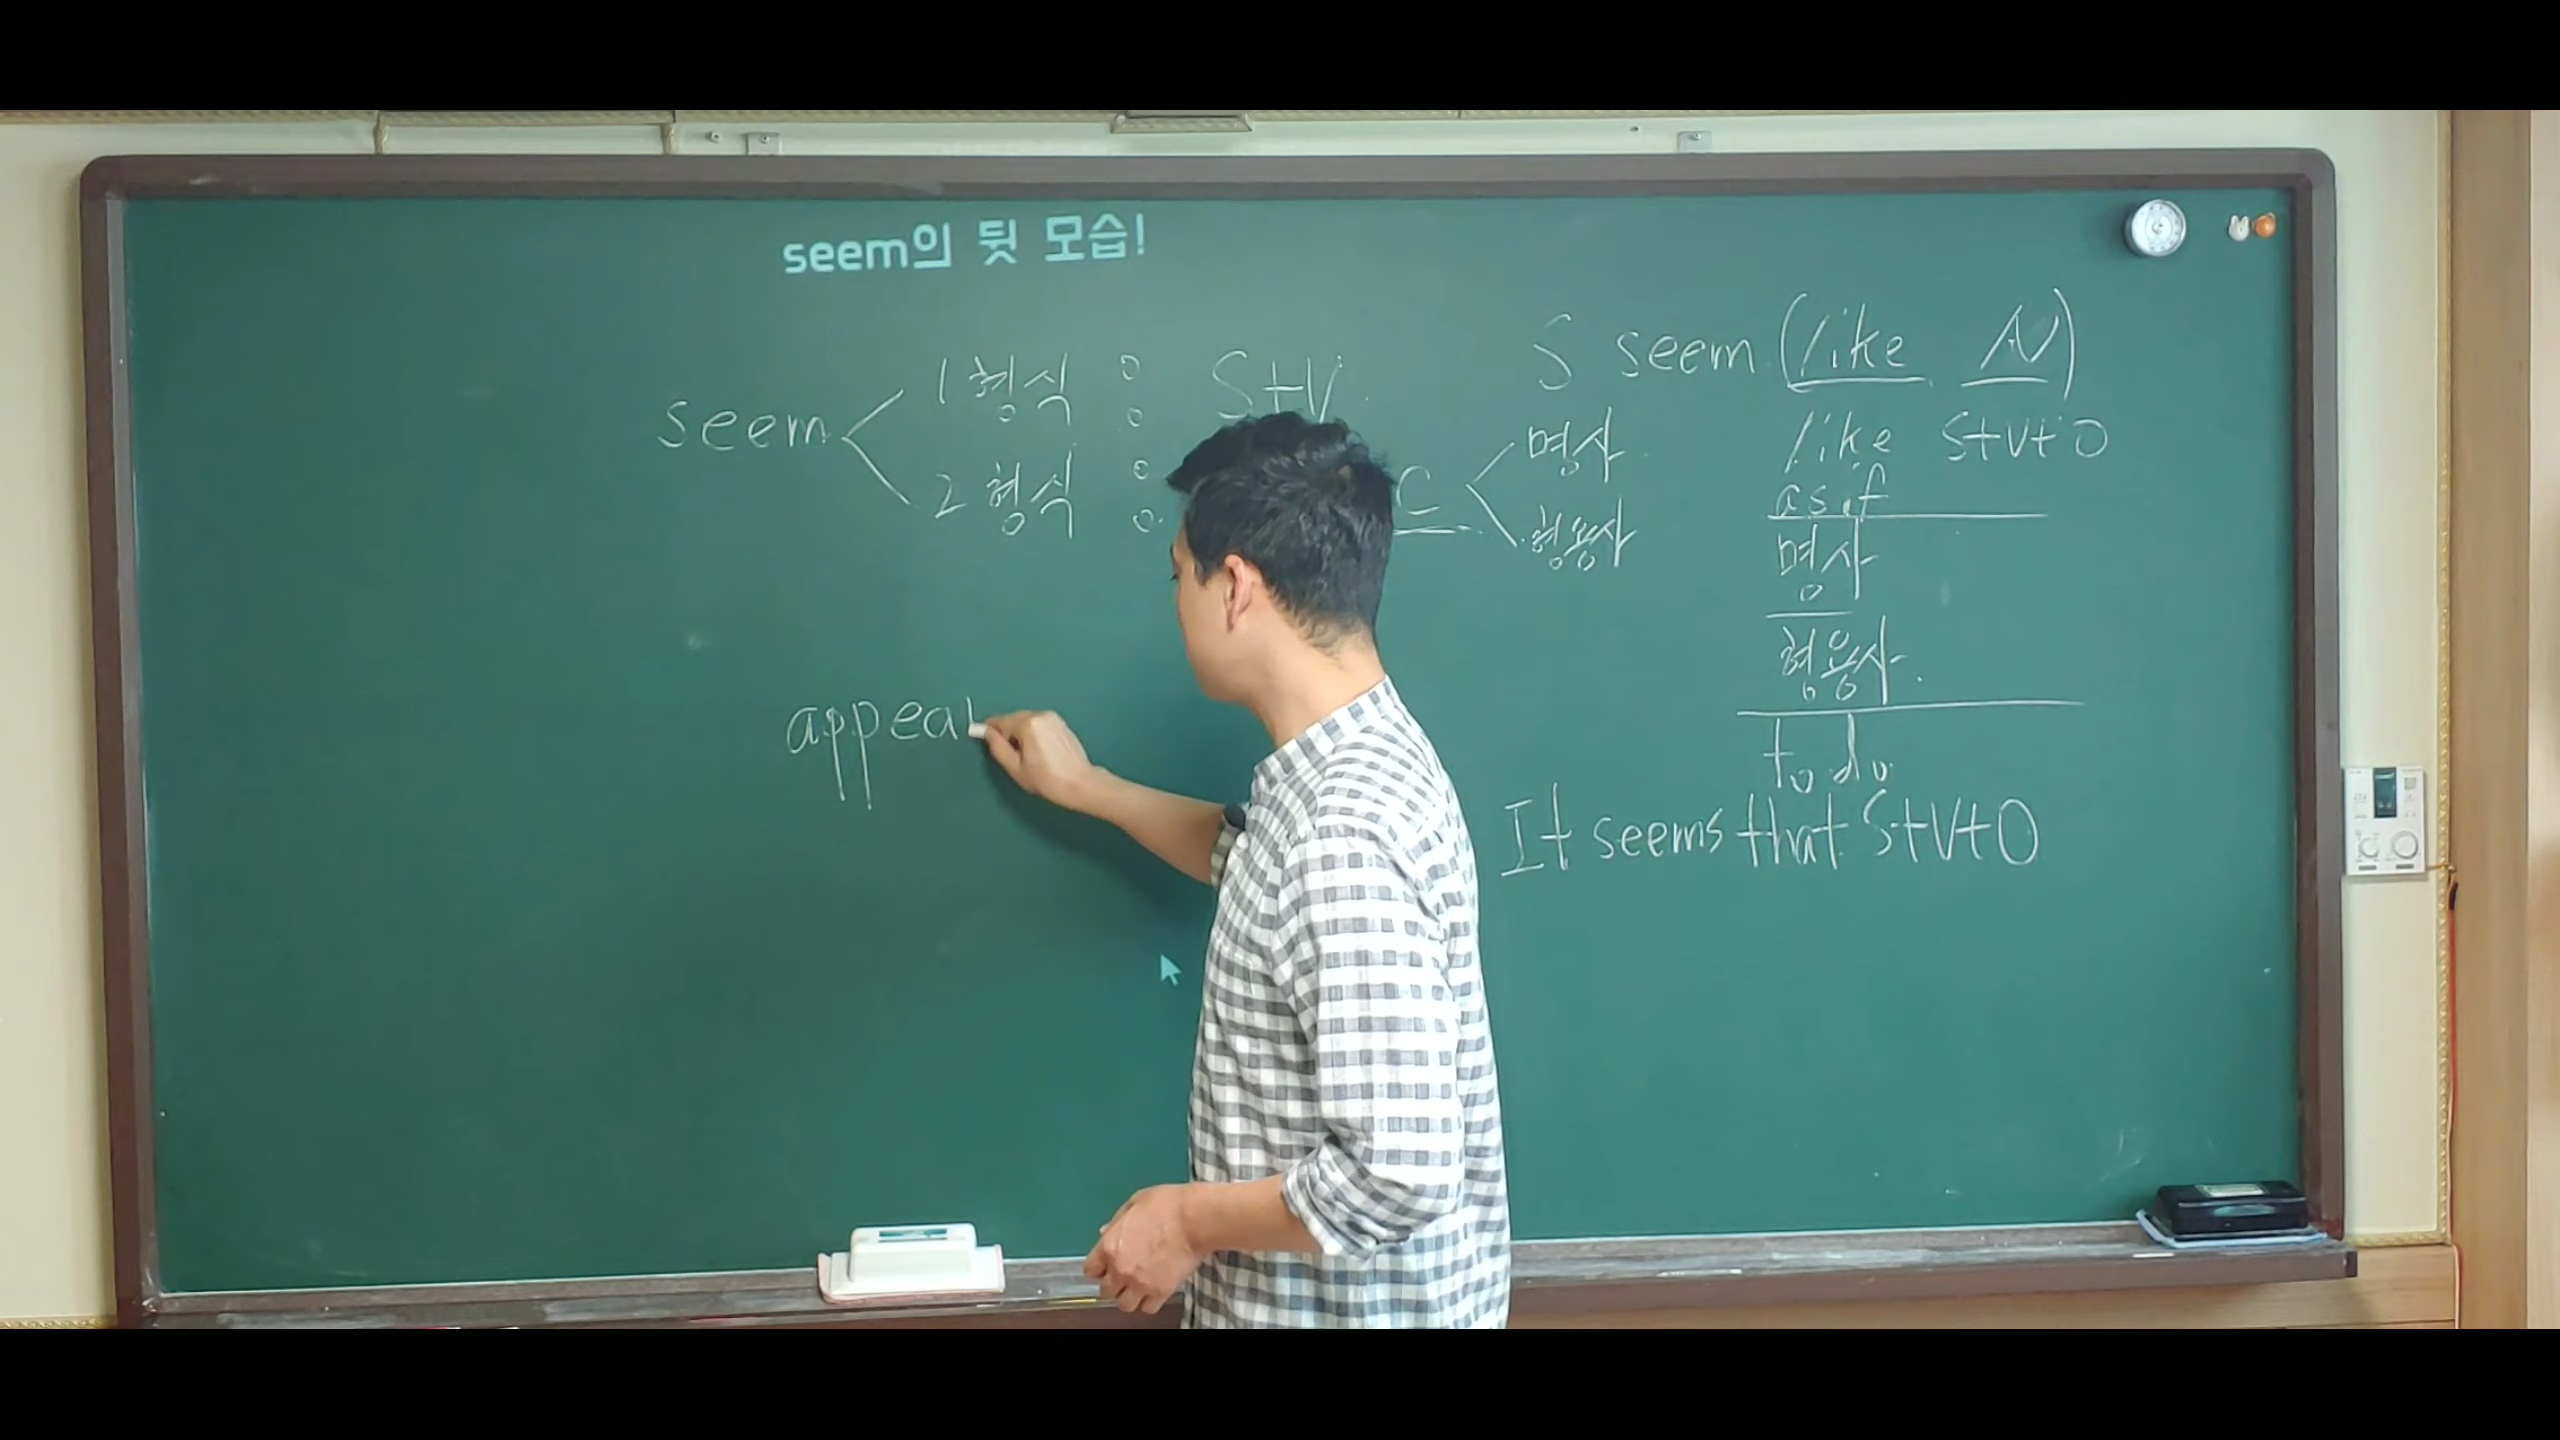 seem의 뒷 모습!
seem
1형식 : S+V
2형식 : C
명사
형용사
S seem (like N)
like S+V+O
as if
명사
형용사
to do
It seems that S+V+O
appear